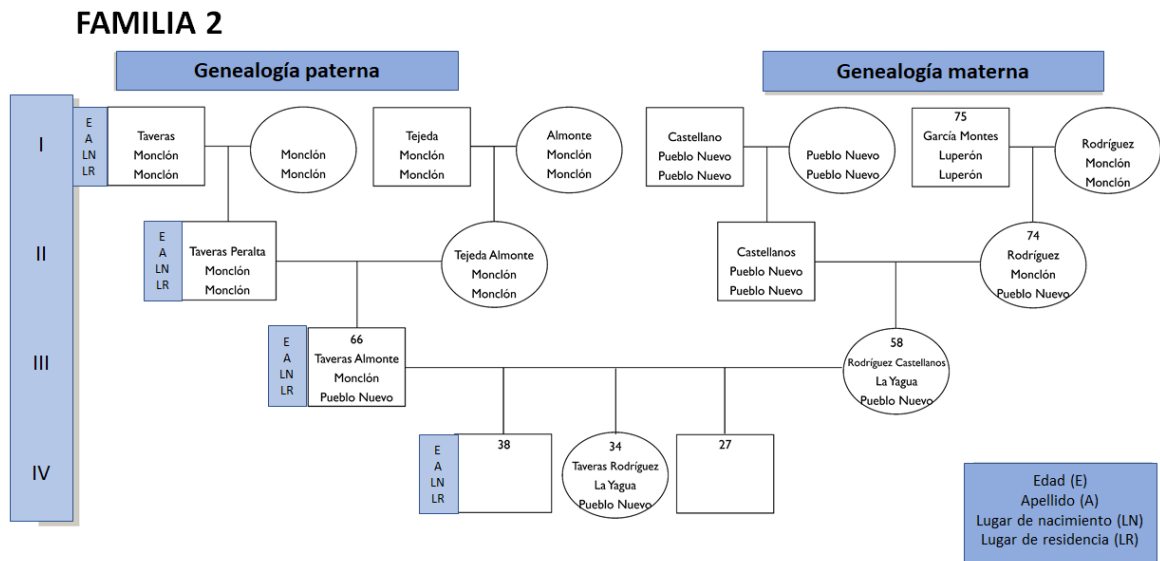 FAMILIA 2
Genealogía paterna
Genealogía materna
I
E
A
LN
LR
Taveras
Monclón
Monclón
Monclón
Monclón
Tejeda
Monclón
Monclón
Almonte
Monclón
Monclón
Castellano
Pueblo Nuevo
Pueblo Nuevo
Pueblo Nuevo
Pueblo Nuevo
75
García Montes
Luperón
Luperón
Rodríguez
Monclón
Monclón
II
E
A
LN
LR
Taveras Peralta
Monclón
Monclón
Tejeda Almonte
Monclón
Monclón
Castellanos
Pueblo Nuevo
Pueblo Nuevo
74
Rodríguez
Monclón
Pueblo Nuevo
III
E
A
LN
LR
66
Taveras Almonte
Monclón
Pueblo Nuevo
58
Rodríguez Castellanos
La Yagua
Pueblo Nuevo
IV
E
A
LN
LR
38
34
Taveras Rodríguez
La Yagua
Pueblo Nuevo
27
Edad (E)
Apellido (A)
Lugar de nacimiento (LN)
Lugar de residencia (LR)